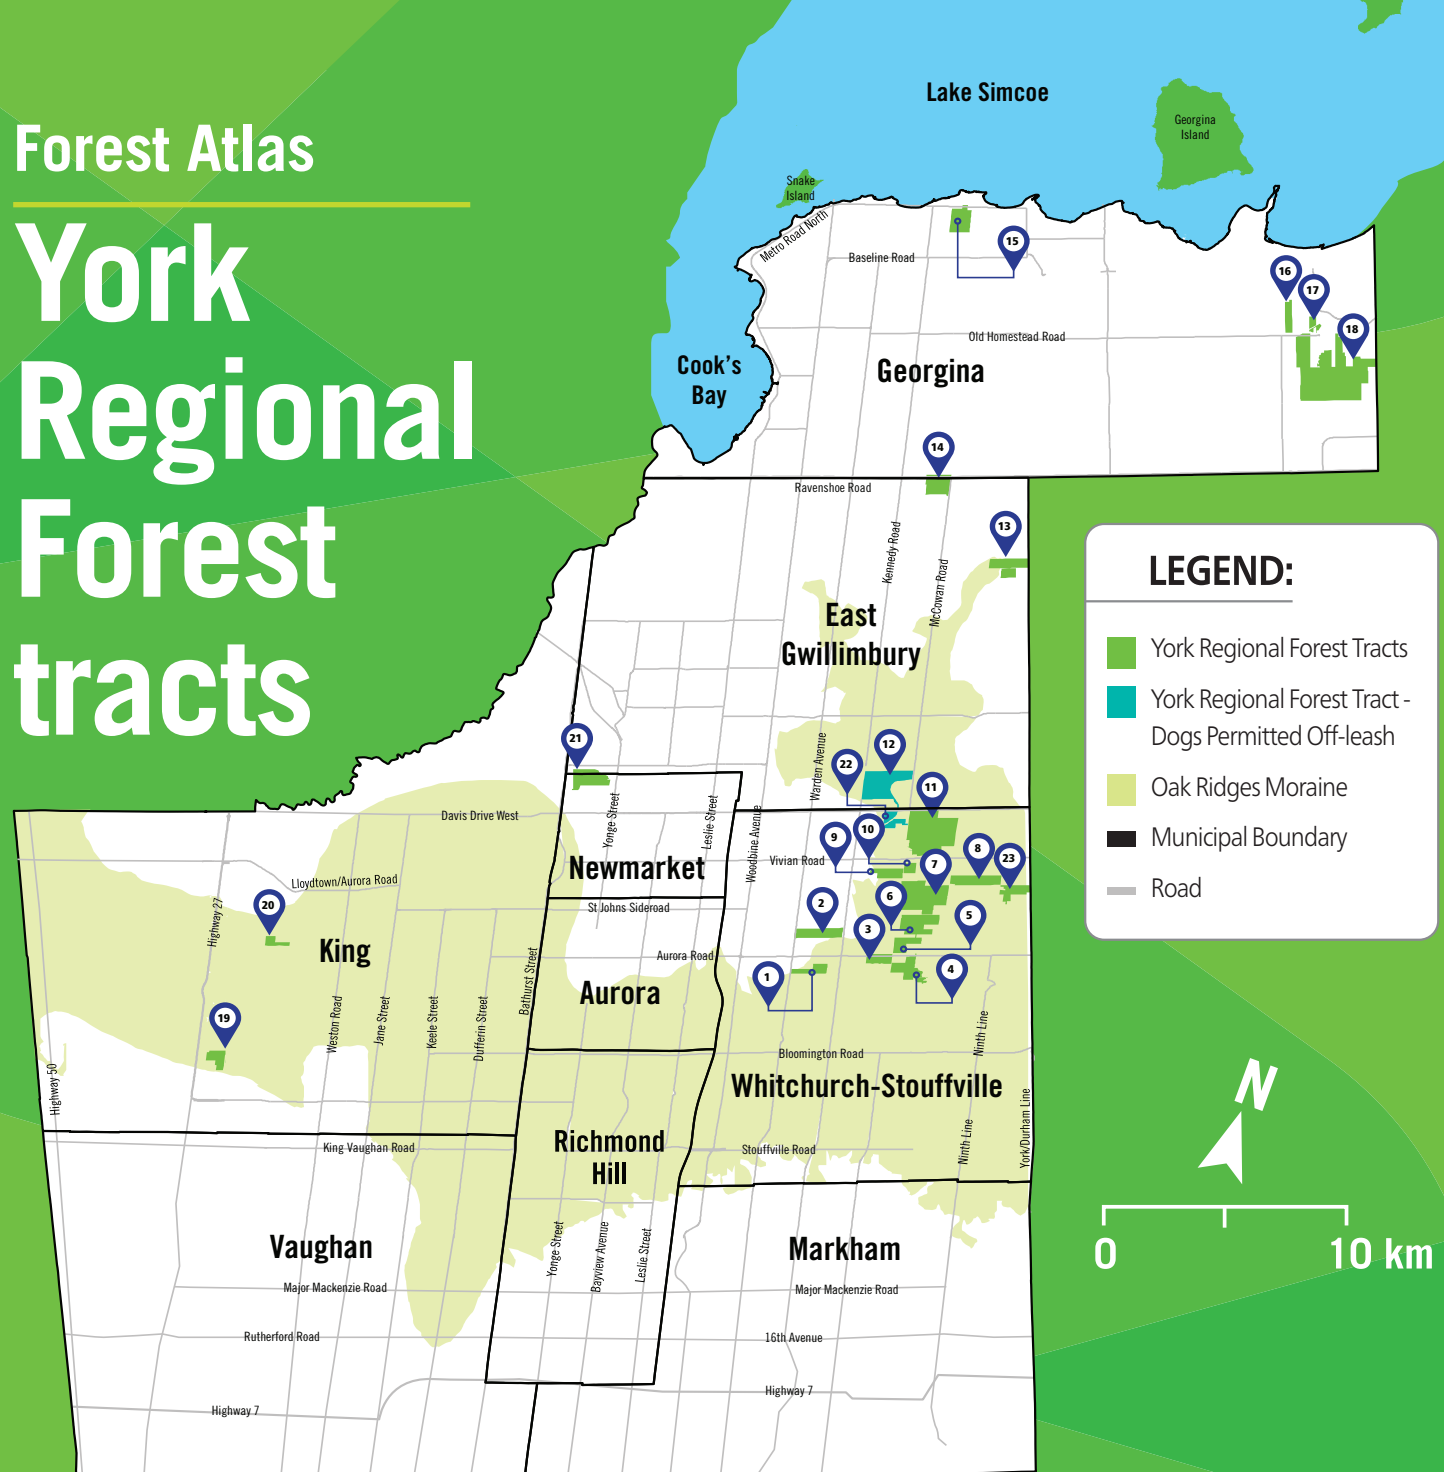 Forest Atlas
York
Regional
Forest
tracts
Lake Simcoe
Georgina
Island
Snake
Island
Metro Road North
Baseline Road
15
16
17
18
Old Homestead Road
Cook's
Bay
Georgina
14
Ravenshoe Road
13
Kennedy Road
McCowan Road
East
Gwillimbury
LEGEND:
York Regional Forest Tracts
York Regional Forest Tract -
Dogs Permitted Off-leash
Oak Ridges Moraine
Municipal Boundary
Road
21
12
22
11
Warden Avenue
Davis Drive West
Yonge Street
Leslie Street
Woodbine Avenue
9
10
Vivian Road
7
8
23
Newmarket
Lloydtown/Aurora Road
20
Highway 27
St Johns Sideroad
2
6
3
5
King
Aurora Road
Bathurst Street
Aurora
1
4
19
Weston Road
Jane Street
Keele Street
Dufferin Street
Ninth Line
Bloomington Road
Highway 50
Whitchurch-Stouffville
N
King Vaughan Road
Richmond
Hill
Stouffville Road
Ninth Line
York/Durham Line
Vaughan
Yonge Street
Bayview Avenue
Leslie Street
Markham
0
10 km
Major Mackenzie Road
Major Mackenzie Road
Rutherford Road
16th Avenue
Highway 7
Highway 7